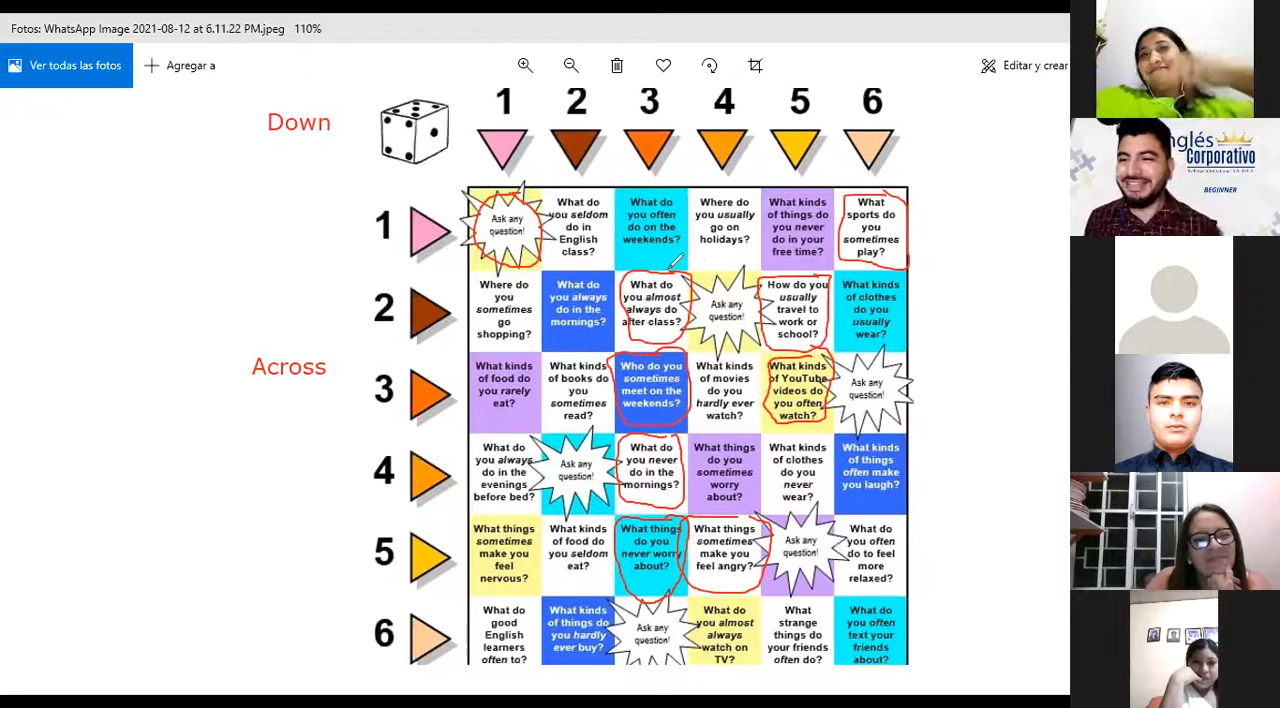 Fotos: WhatsApp Image 2021-08-12 at 6.11.22 PM.jpeg 110%
Ver todas las fotos
Agregar a
Editar y crear
Down
1 2 3 4 5 6
1
Ask any
question!
What do
you seldom
do in
English
class?
What do
you often
do on the
weekends?
Where do
you usually
go on
holidays?
What kinds
of things do
you never
do in your
free time?
What
sports do
you
sometimes
play?
2
Where do
you
sometimes
go
shopping?
What do
you always
do in the
mornings?
What do
you almost
always do
after class?
Ask any
question!
How do you
usually
travel to
work or
school?
What kinds
of clothes
do you
usually
wear?
Across
3
What kinds
of food do
you rarely
eat?
What kinds
of books do
you
sometimes
read?
Who do you
sometimes
meet on the
weekends?
What kinds
of movies
do you
hardly ever
watch?
What kinds
of YouTube
videos do
you often
watch?
Ask any
question!
4
What do
you always
do in the
evenings
before bed?
Ask any
question!
What do
you never
do in the
mornings?
What things
do you
sometimes
worry
about?
What kinds
of clothes
do you
never
wear?
What kinds
of things
often make
you laugh?
5
What things
sometimes
make you
feel
nervous?
What kinds
of food do
you seldom
eat?
What things
do you
never worry
about?
What things
sometimes
make you
feel angry?
Ask any
question!
What do
you often
do to feel
more
relaxed?
6
What do
good
English
learners
often to?
What kinds
of things do
you hardly
ever buy?
Ask any
question!
What do
you almost
always
watch on
TV?
What
strange
things do
your friends
often do?
What do
you often
text your
friends
about?
Inglés
Corporativo
BEGINNER